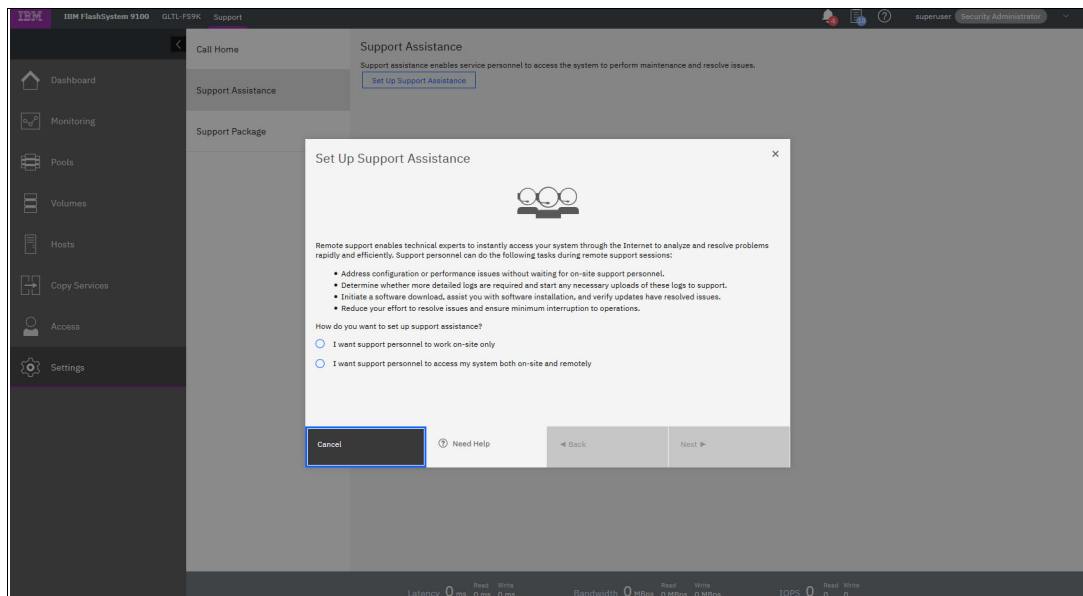 IBM IBM FlashSystem 9100 GLTL-FS9K Support
superuser Security Administrator
Call Home
Support Assistance
Support Package
Dashboard
Monitoring
Pools
Volumes
Hosts
Copy Services
Access
Settings
Support Assistance
Support assistance enables service personnel to access the system to perform maintenance and resolve issues.
Set Up Support Assistance
Set Up Support Assistance
Remote support enables technical experts to instantly access your system through the Internet to analyze and resolve problems
rapidly and efficiently. Support personnel can do the following tasks during remote support sessions:
• Address configuration or performance issues without waiting for on-site support personnel.
• Determine whether more detailed logs are required and start any necessary uploads of these logs to support.
• Initiate a software download, assist you with software installation, and verify updates have resolved issues.
• Reduce your effort to resolve issues and ensure minimum interruption to operations.
How do you want to set up support assistance?
I want support personnel to work on-site only
I want support personnel to access my system both on-site and remotely
Cancel
Need Help
Back
Next
Read Write Read Write Read Write
Latency 0 ms 0 ms 0 ms Bandwidth 0 MBps 0 MBps 0 MBps IOPS 0 0 0